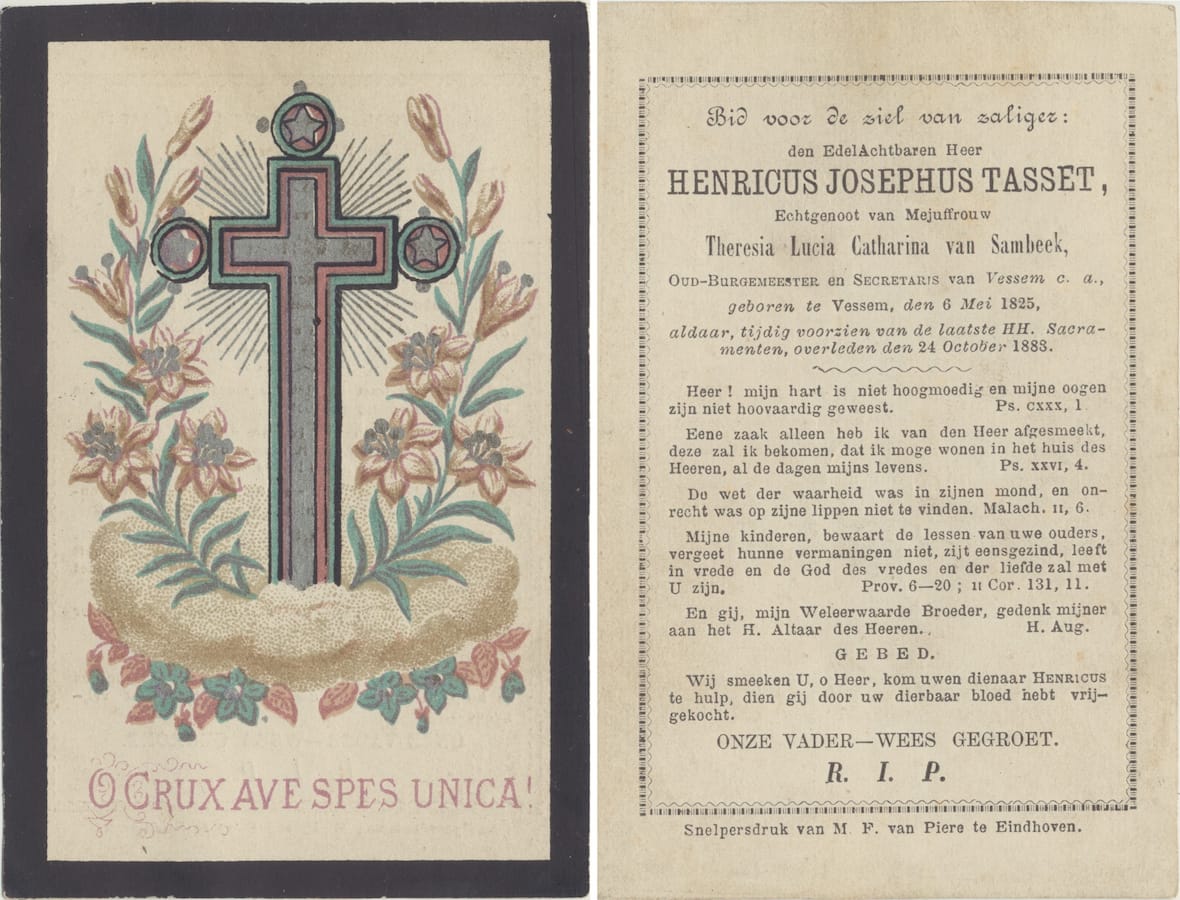 O CRUX AVE SPES UNICA!
Bid voor de ziel van zaliger:
den EdelAchtbaren Heer
HENRICUS JOSEPHUS TASSET,
Echtgenoot van Mejuffrouw
Theresia Lucia Catharina van Sambeek,
OUD-BURGEMEESTER en SECRETARIS van Vessem c. a.,
geboren te Vessem, den 6 Mei 1825,
aldaar, tijdig voorzien van de laatste HH. Sacra-
menten, overleden den 24 October 1883.
Heer! mijn hart is niet hoogmoedig en mijne oogen
zijn niet hoovaardig geweest. Ps. CXXX, 1.
Eene zaak alleen heb ik van den Heer afgesmeekt,
deze zal ik bekomen, dat ik moge wonen in het huis des
Heeren, al de dagen mijns levens. Ps. XXVI, 4.
De wet der waarheid was in zijnen mond, en on-
recht was op zijne lippen niet te vinden. Malach. II, 6.
Mijne kinderen, bewaart de lessen van uwe ouders,
vergeet hunne vermaningen niet, zijt eensgezind, leeft
in vrede en de God des vredes en der liefde zal met
U zijn. Prov. 6—20; II Cor. 131, 11.
En gij, mijn Weleerwaarde Broeder, gedenk mijner
aan het H. Altaar des Heeren. H. Aug.
GEBED.
Wij smeeken U, o Heer, kom uwen dienaar HENRICUS
te hulp, dien gij door uw dierbaar bloed hebt vrij-
gekocht.
ONZE VADER—WEES GEGROET.
R. I. P.
Snelpersdruk van M. F. van Piere te Eindhoven.